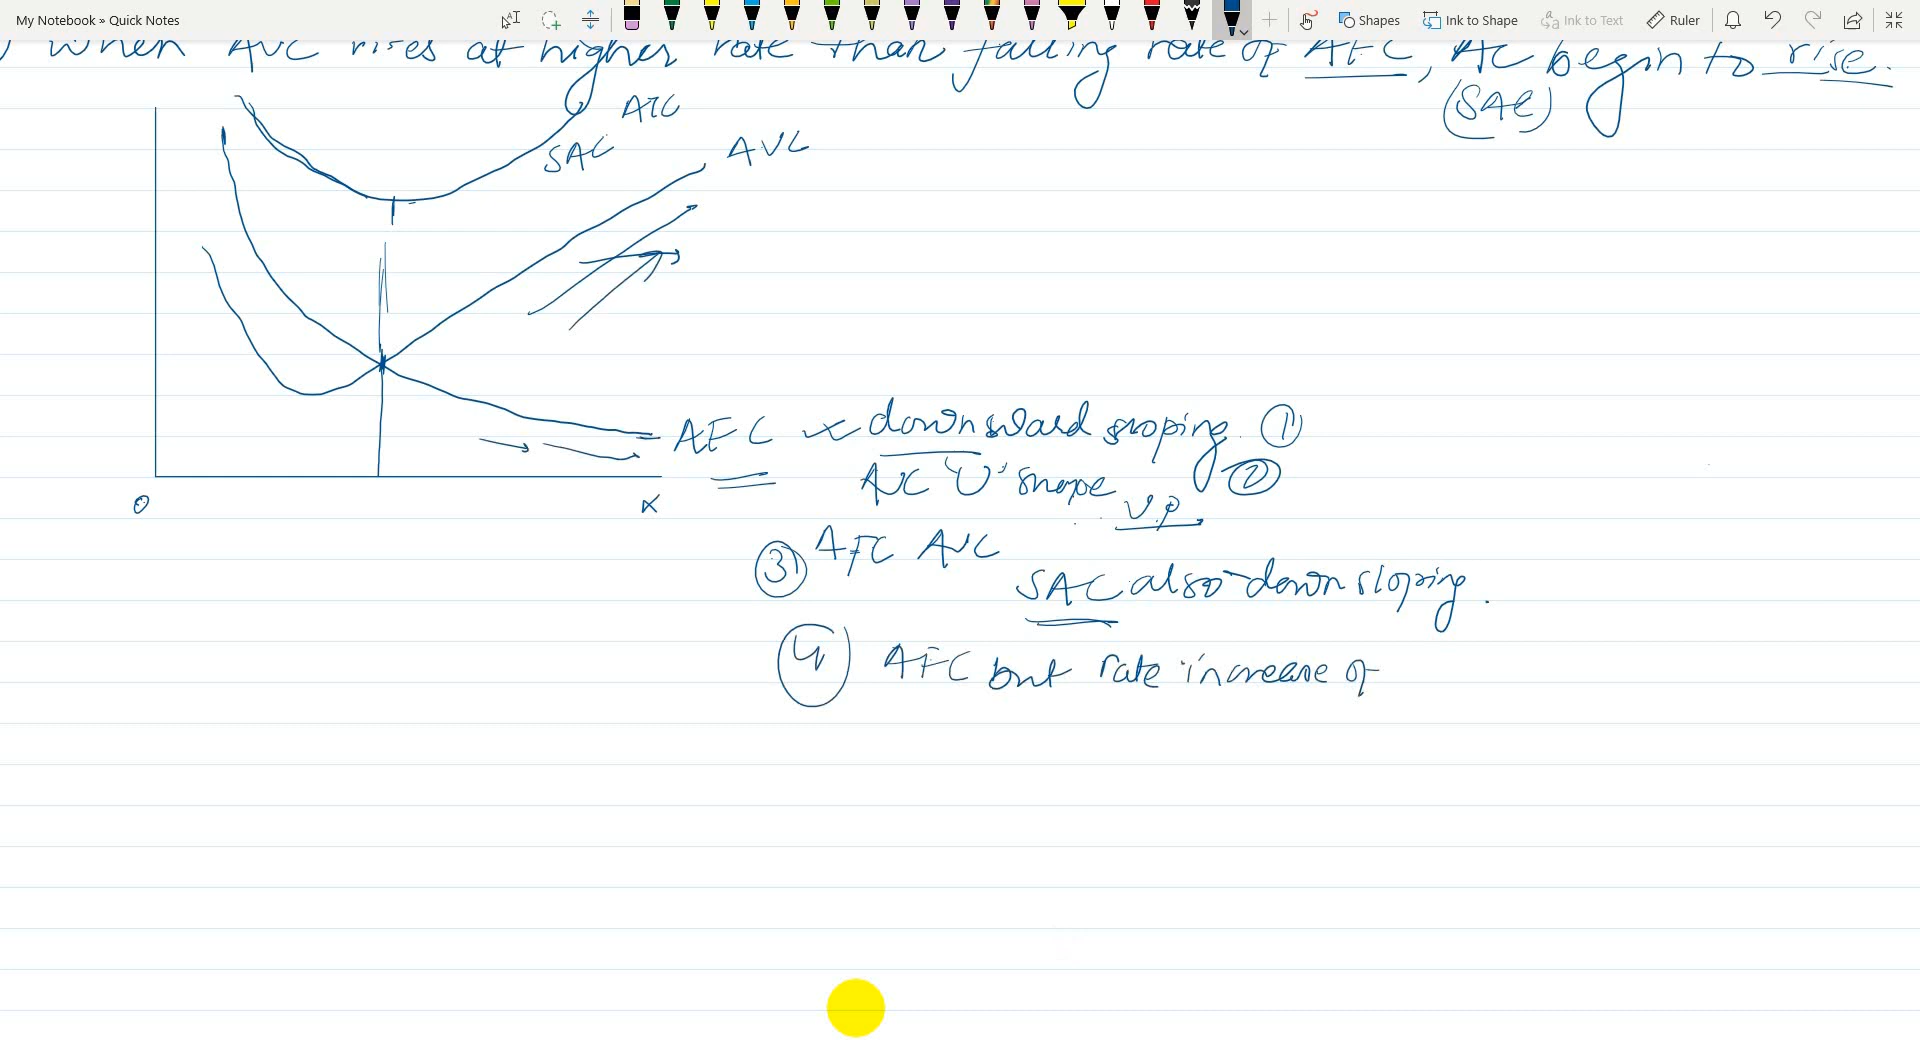 My Notebook » Quick Notes
Shapes
Ink to Shape
Ink to Text
Ruler
) when AVC rises at higher rate than falling rate of AFC, AC begin to rise.
(SAC)
ATC
SAC
AVC
AFC downward sloping. ①
AVC 'U' shape ②
V.P
O
X
③ AFC AVC
SAC also down sloping.
④ AFC but rate increase of